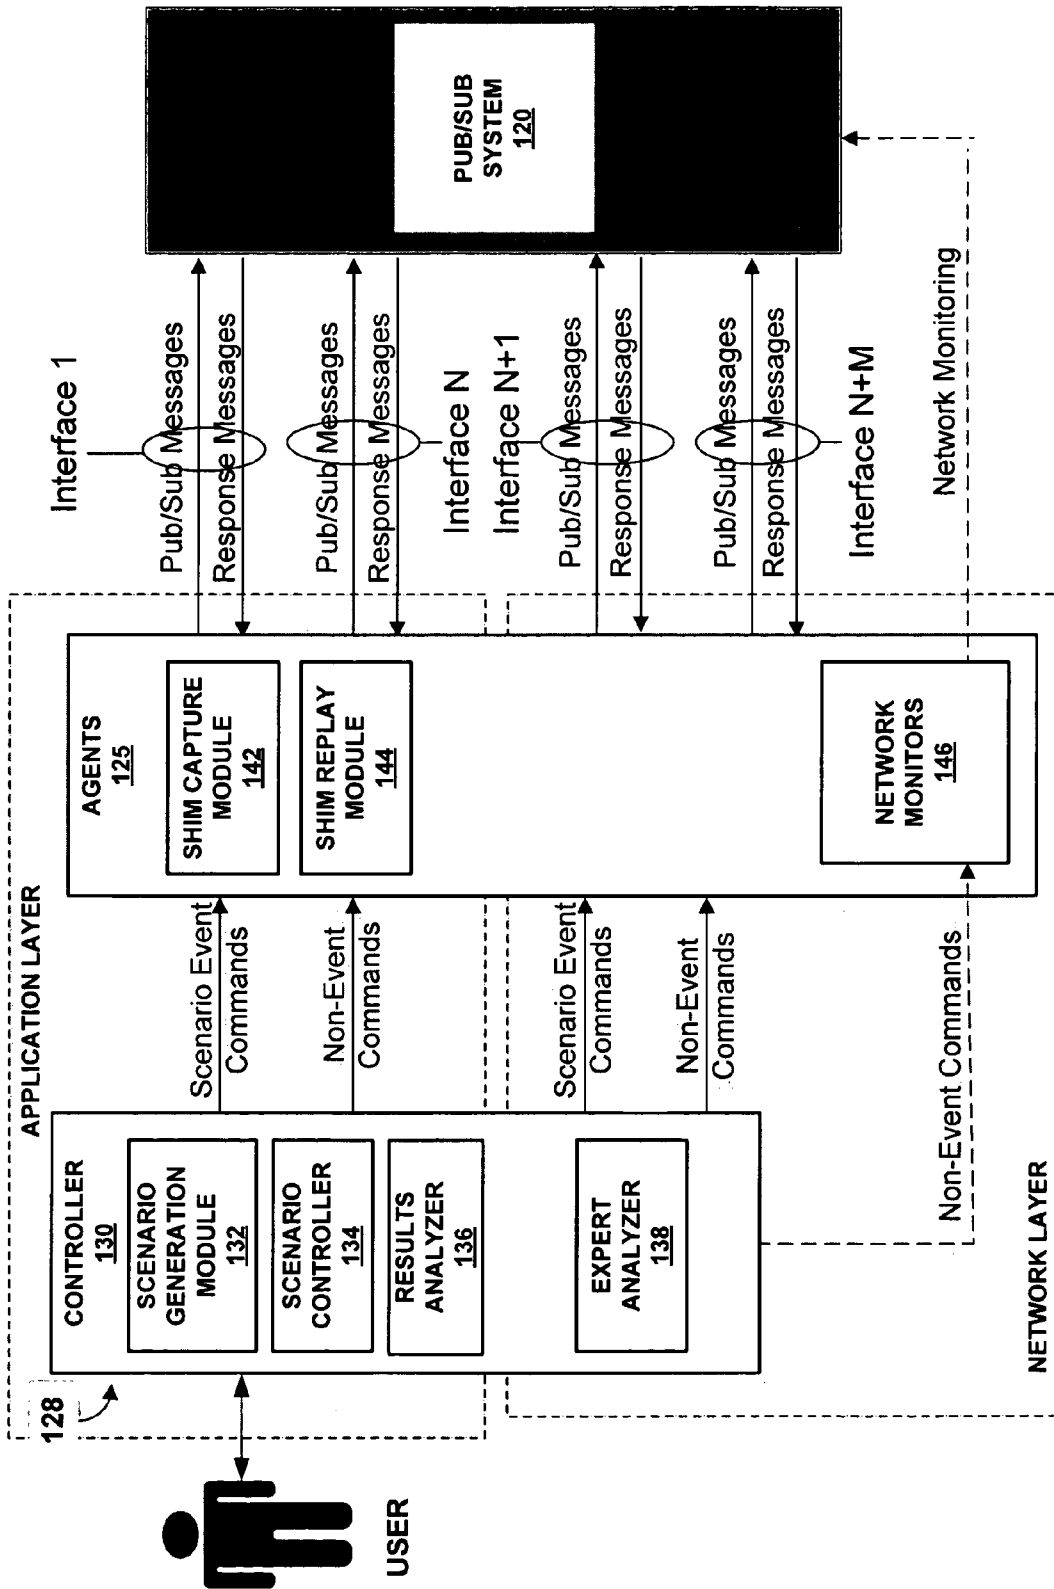 128
USER
APPLICATION LAYER
CONTROLLER
130
SCENARIO
GENERATION
MODULE
132
SCENARIO
CONTROLLER
134
RESULTS
ANALYZER
136
EXPERT
ANALYZER
138
NETWORK LAYER
Scenario Event
Commands
Non-Event
Commands
Scenario Event
Commands
Non-Event
Commands
Non-Event Commands
AGENTS
125
SHIM CAPTURE
MODULE
142
SHIM REPLAY
MODULE
144
NETWORK
MONITORS
146
Interface 1
Pub/Sub Messages
Response Messages
Pub/Sub Messages
Response Messages
Interface N
Interface N+1
Pub/Sub Messages
Response Messages
Pub/Sub Messages
Response Messages
Interface N+M
Network Monitoring
PUB/SUB
SYSTEM
120